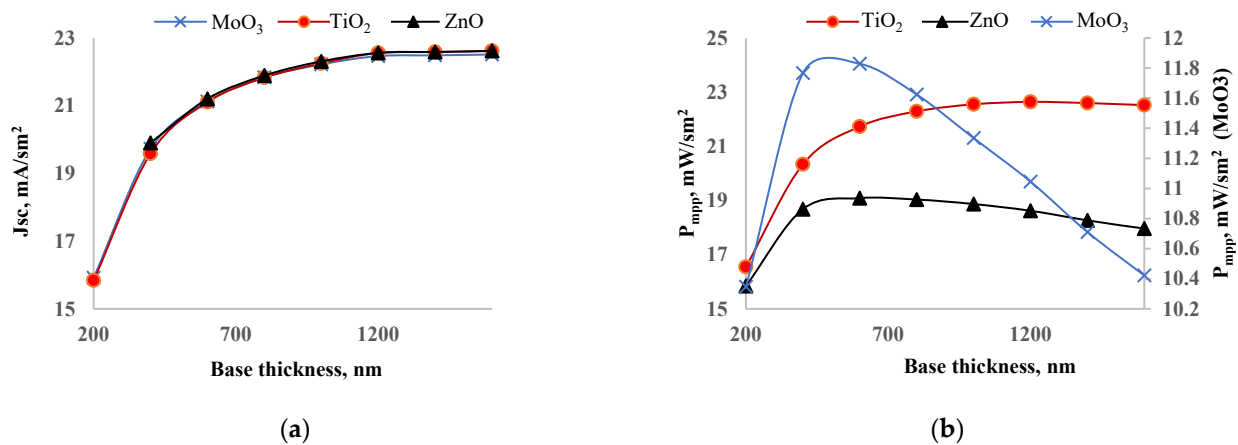 MoO₃ TiO₂ ZnO
23
21
19
17
15
200 700 1200
Jsc, mA/sm²
Base thickness, nm
(a)
TiO₂ ZnO MoO₃
25
23
21
19
17
15
200 700 1200
12
11.8
11.6
11.4
11.2
11
10.8
10.6
10.4
10.2
Pmpp, mW/sm²
Pmpp, mW/sm² (MoO3)
Base thickness, nm
(b)